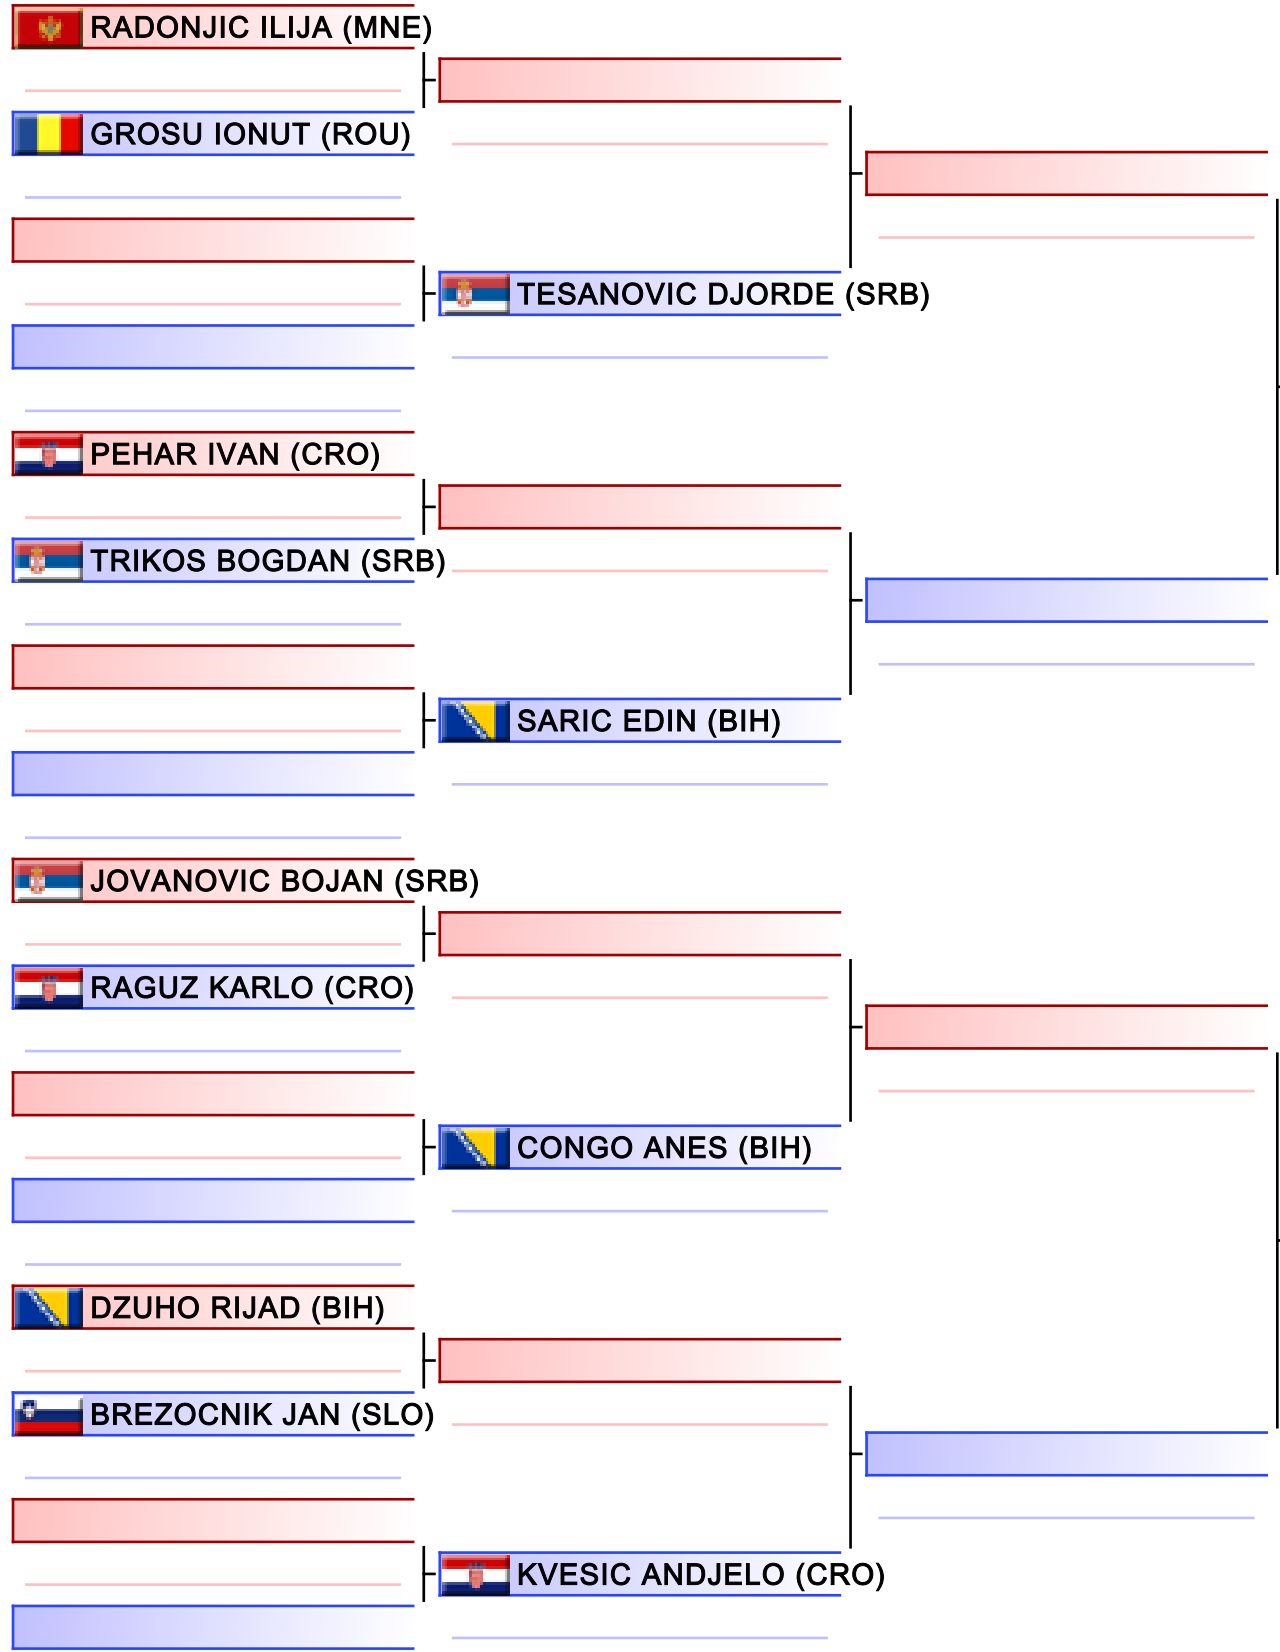 RADONJIC ILIJA (MNE)
GROSU IONUT (ROU)
TESANOVIC DJORDE (SRB)
PEHAR IVAN (CRO)
TRIKOS BOGDAN (SRB)
SARIC EDIN (BIH)
JOVANOVIC BOJAN (SRB)
RAGUZ KARLO (CRO)
CONGO ANES (BIH)
DZUHO RIJAD (BIH)
BREZOCNIK JAN (SLO)
KVESIC ANDJELO (CRO)